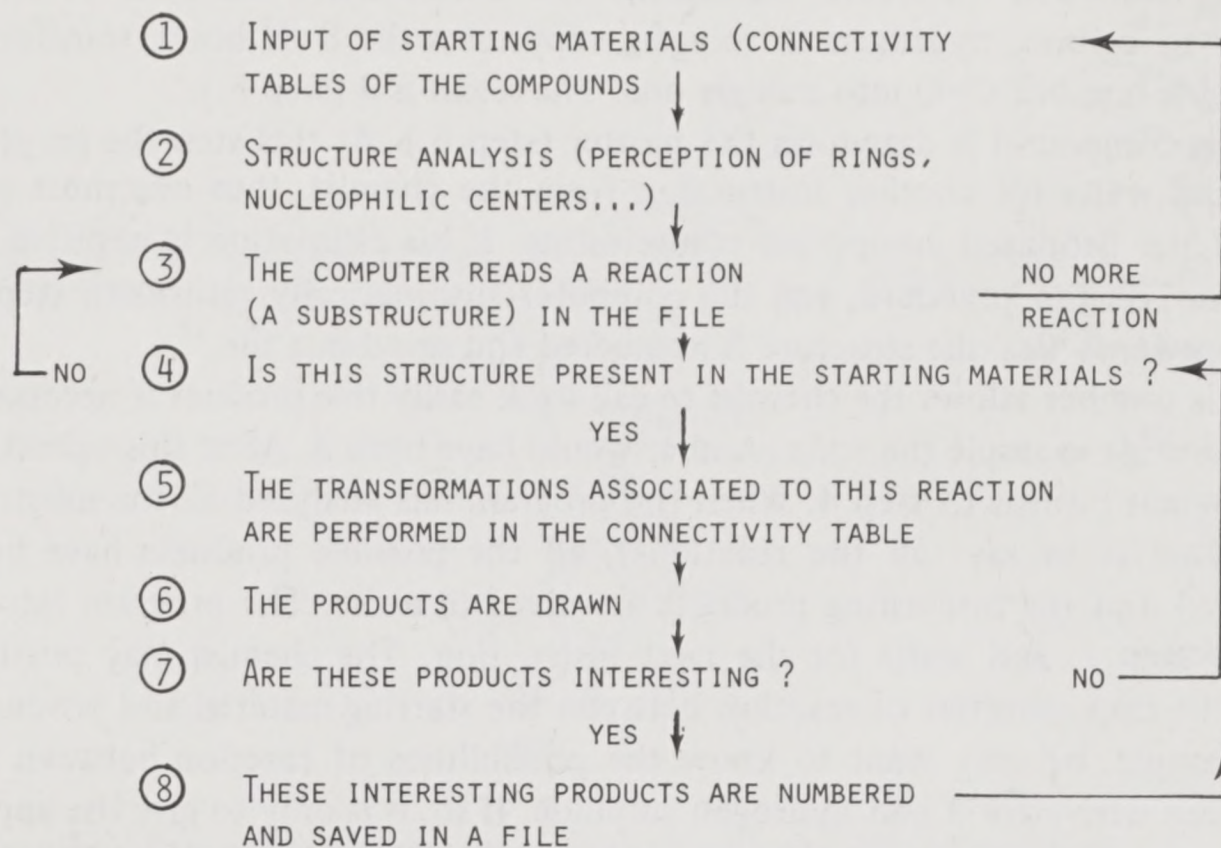 ① INPUT OF STARTING MATERIALS (CONNECTIVITY
TABLES OF THE COMPOUNDS
② STRUCTURE ANALYSIS (PERCEPTION OF RINGS,
NUCLEOPHILIC CENTERS...)
③ THE COMPUTER READS A REACTION NO MORE
(A SUBSTRUCTURE) IN THE FILE REACTION
NO ④ IS THIS STRUCTURE PRESENT IN THE STARTING MATERIALS ?
YES
⑤ THE TRANSFORMATIONS ASSOCIATED TO THIS REACTION
ARE PERFORMED IN THE CONNECTIVITY TABLE
⑥ THE PRODUCTS ARE DRAWN
⑦ ARE THESE PRODUCTS INTERESTING ? NO
YES
⑧ THESE INTERESTING PRODUCTS ARE NUMBERED
AND SAVED IN A FILE